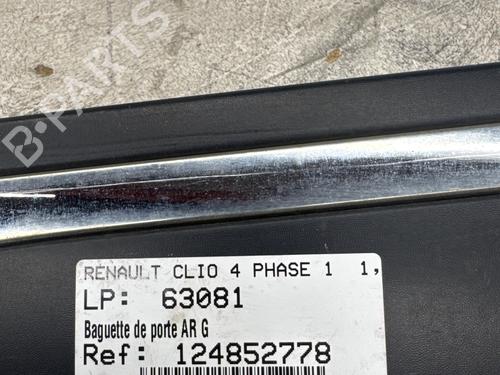 B-PARTS
RENAULT CLIO 4 PHASE 1 1,
LP: 63081
Baguette de porte AR G
Ref: 124852778